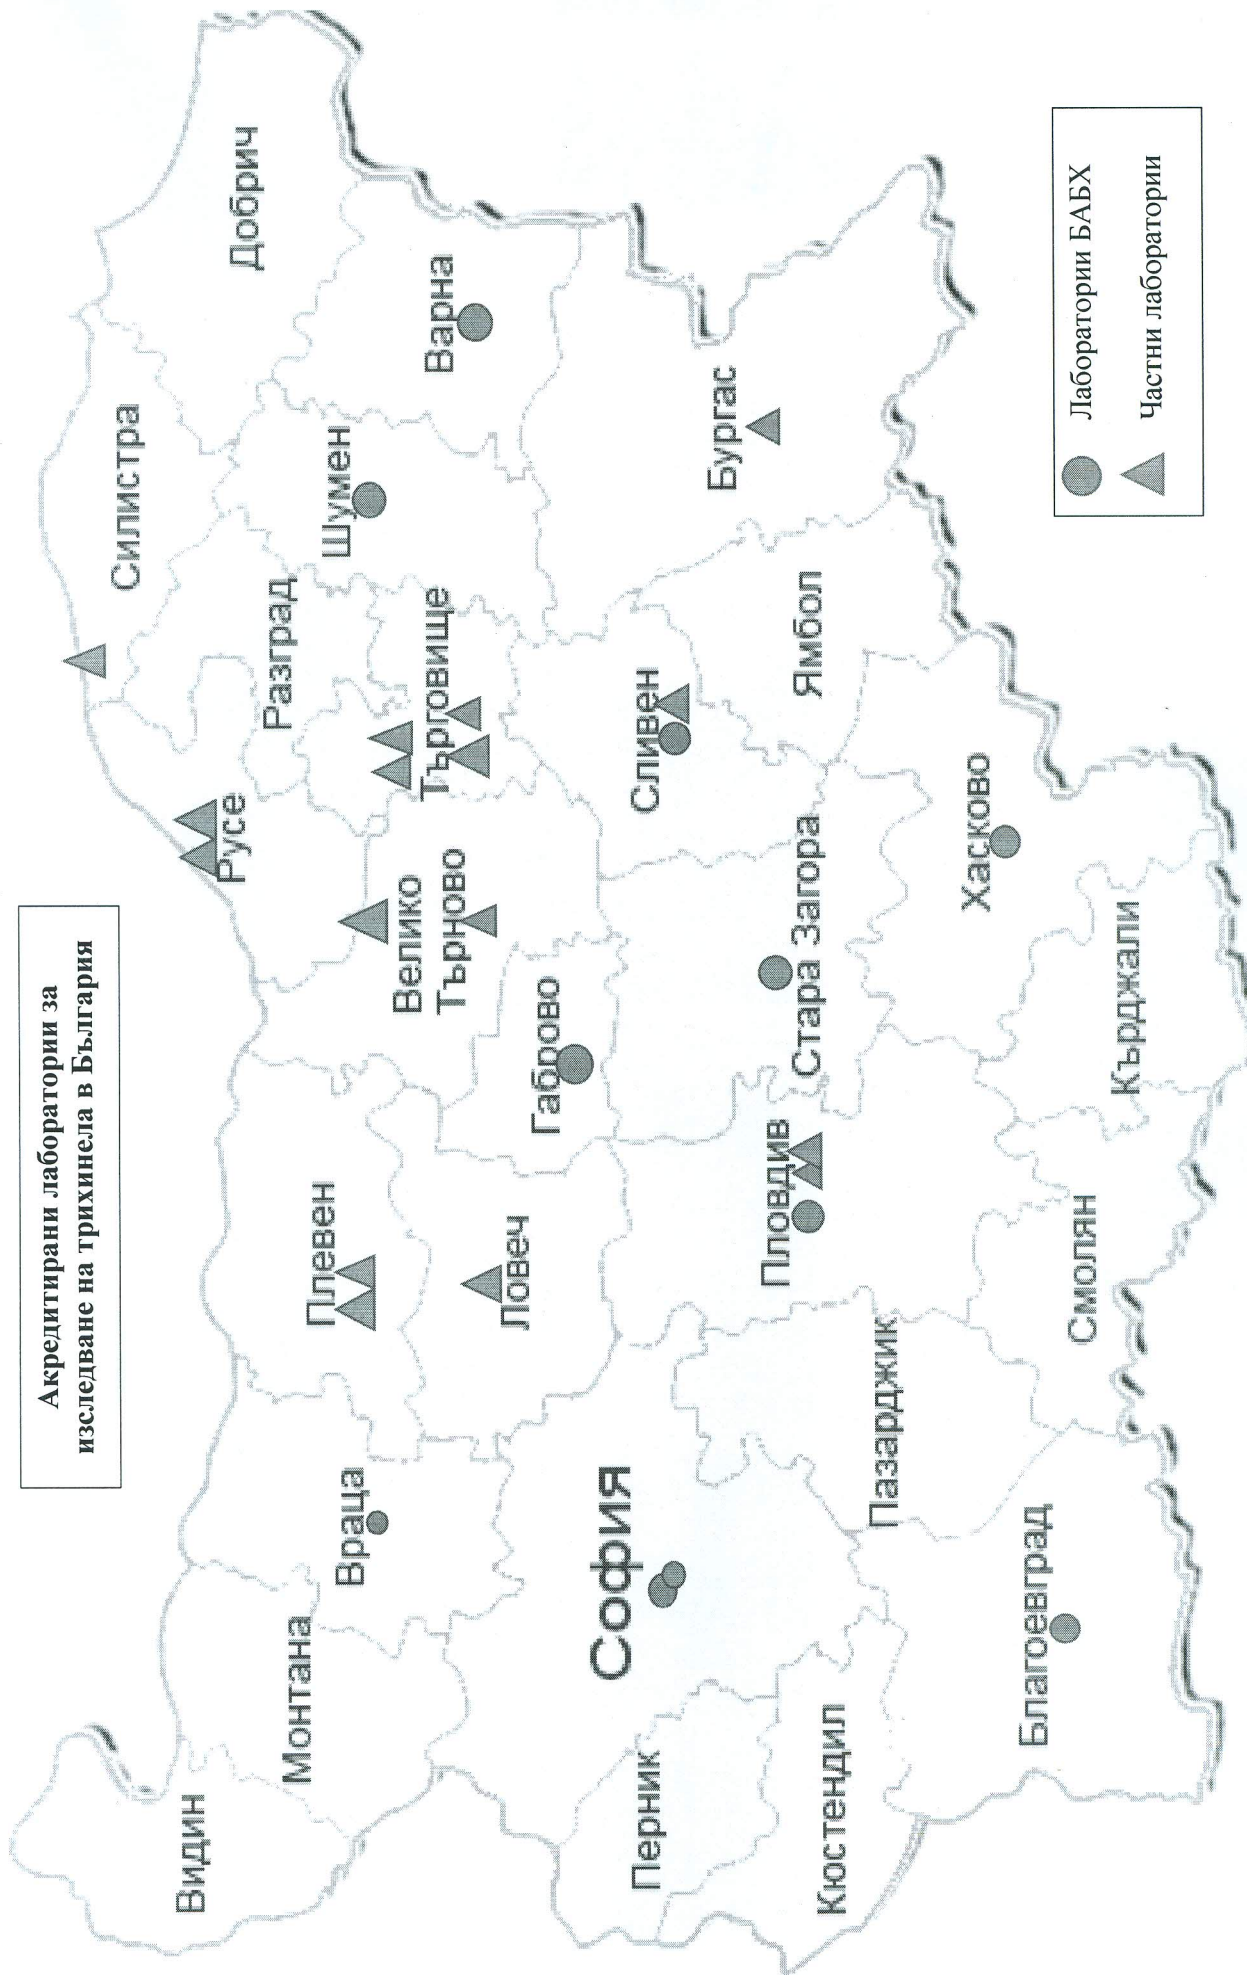 Акредитирани лаборатории за
изследване на трихинела в България
Видин
Монтана
Враца
Плевен
Ловеч
Русе
Велико
Търново
Габрово
Силистра
Разград
Търговище
Шумен
Добрич
Варна
София
Перник
Кюстендил
Благоевград
Пазарджик
Пловдив
Смолян
Стара Загора
Сливен
Ямбол
Бургас
Хасково
Кърджали
Лаборатории БАБХ
Частни лаборатории